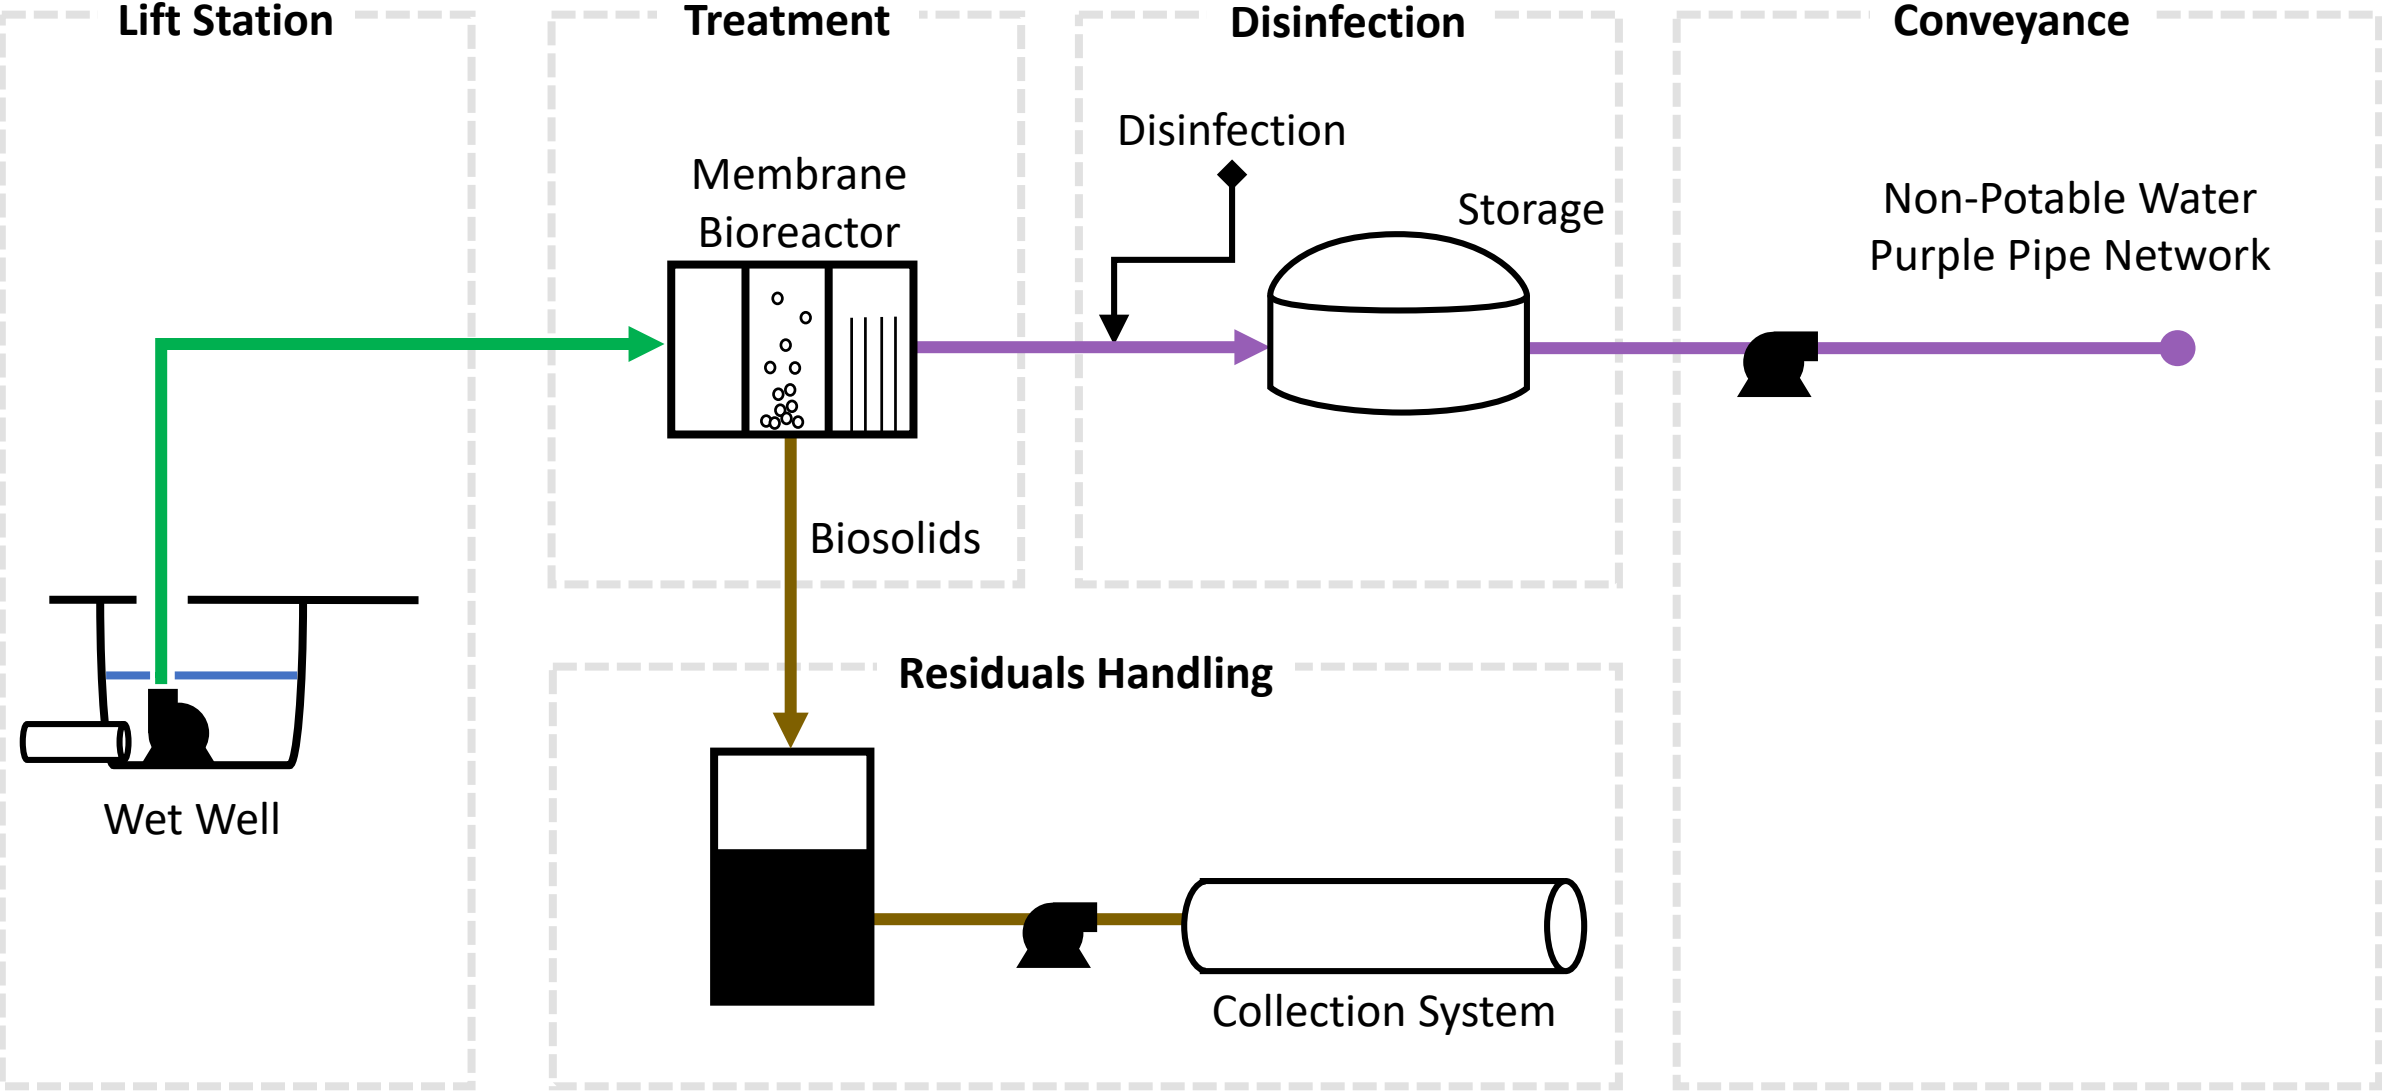 Lift Station
Treatment
Disinfection
Conveyance
Disinfection
Membrane
Bioreactor
Storage
Non-Potable Water
Purple Pipe Network
Biosolids
Residuals Handling
Wet Well
Collection System